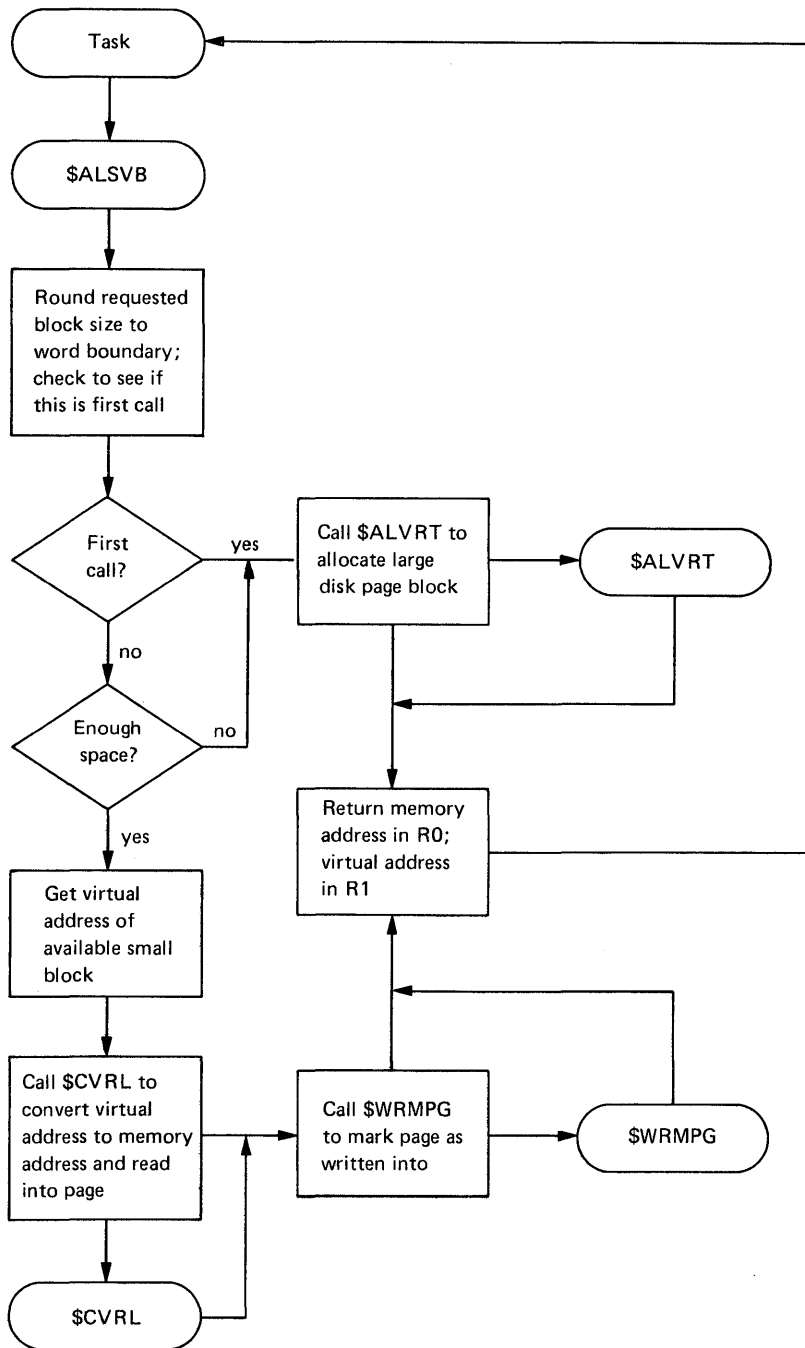 Task
$ALSVB
Round requested
block size to
word boundary;
check to see if
this is first call
First
call?
yes
no
Call $ALVRT to
allocate large
disk page block
$ALVRT
Enough
space?
no
yes
Return memory
address in R0;
virtual address
in R1
Get virtual
address of
available small
block
Call $CVRL to
convert virtual
address to memory
address and read
into page
Call $WRMPG
to mark page as
written into
$WRMPG
$CVRL